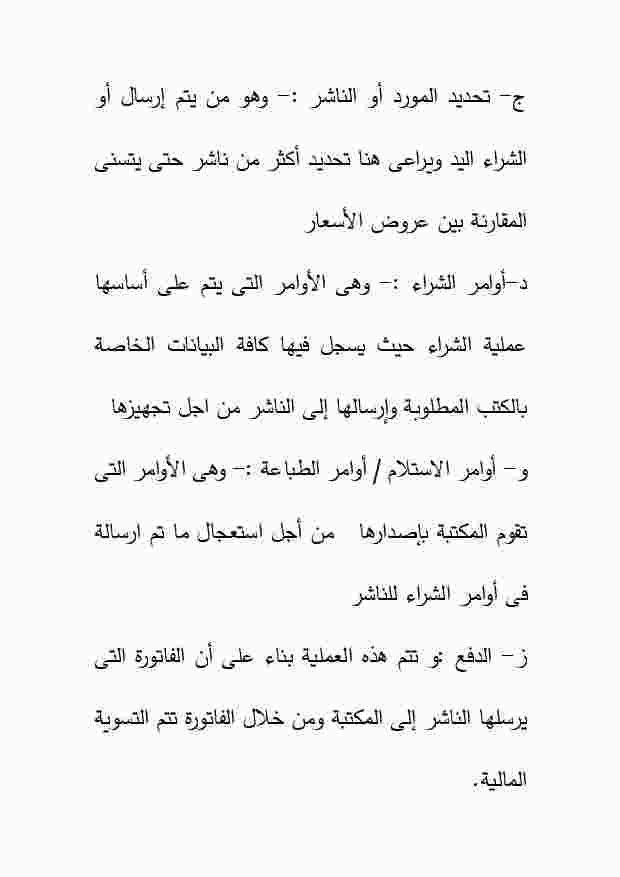 ج- تحديد المورد أو الناشر :- وهو من يتم إرسال أو
الشراء اليد ويراعى هنا تحديد أكثر من ناشر حتى يتسنى
المقارنة بين عروض الأسعار
د-أوامر الشراء :- وهى الأوامر التى يتم على أساسها
عملية الشراء حيث يسجل فيها كافة البيانات الخاصة
بالكتب المطلوبة وإرسالها إلى الناشر من اجل تجهيزها
و- أوامر الاستلام / أوامر الطباعة :- وهى الأوامر التى
تقوم المكتبة بإصدارها من أجل استعجال ما تم ارسالة
فى أوامر الشراء للناشر
ز- الدفع :و تتم هذه العملية بناء على أن الفاتورة التى
يرسلها الناشر إلى المكتبة ومن خلال الفاتورة تتم التسوية
المالية.